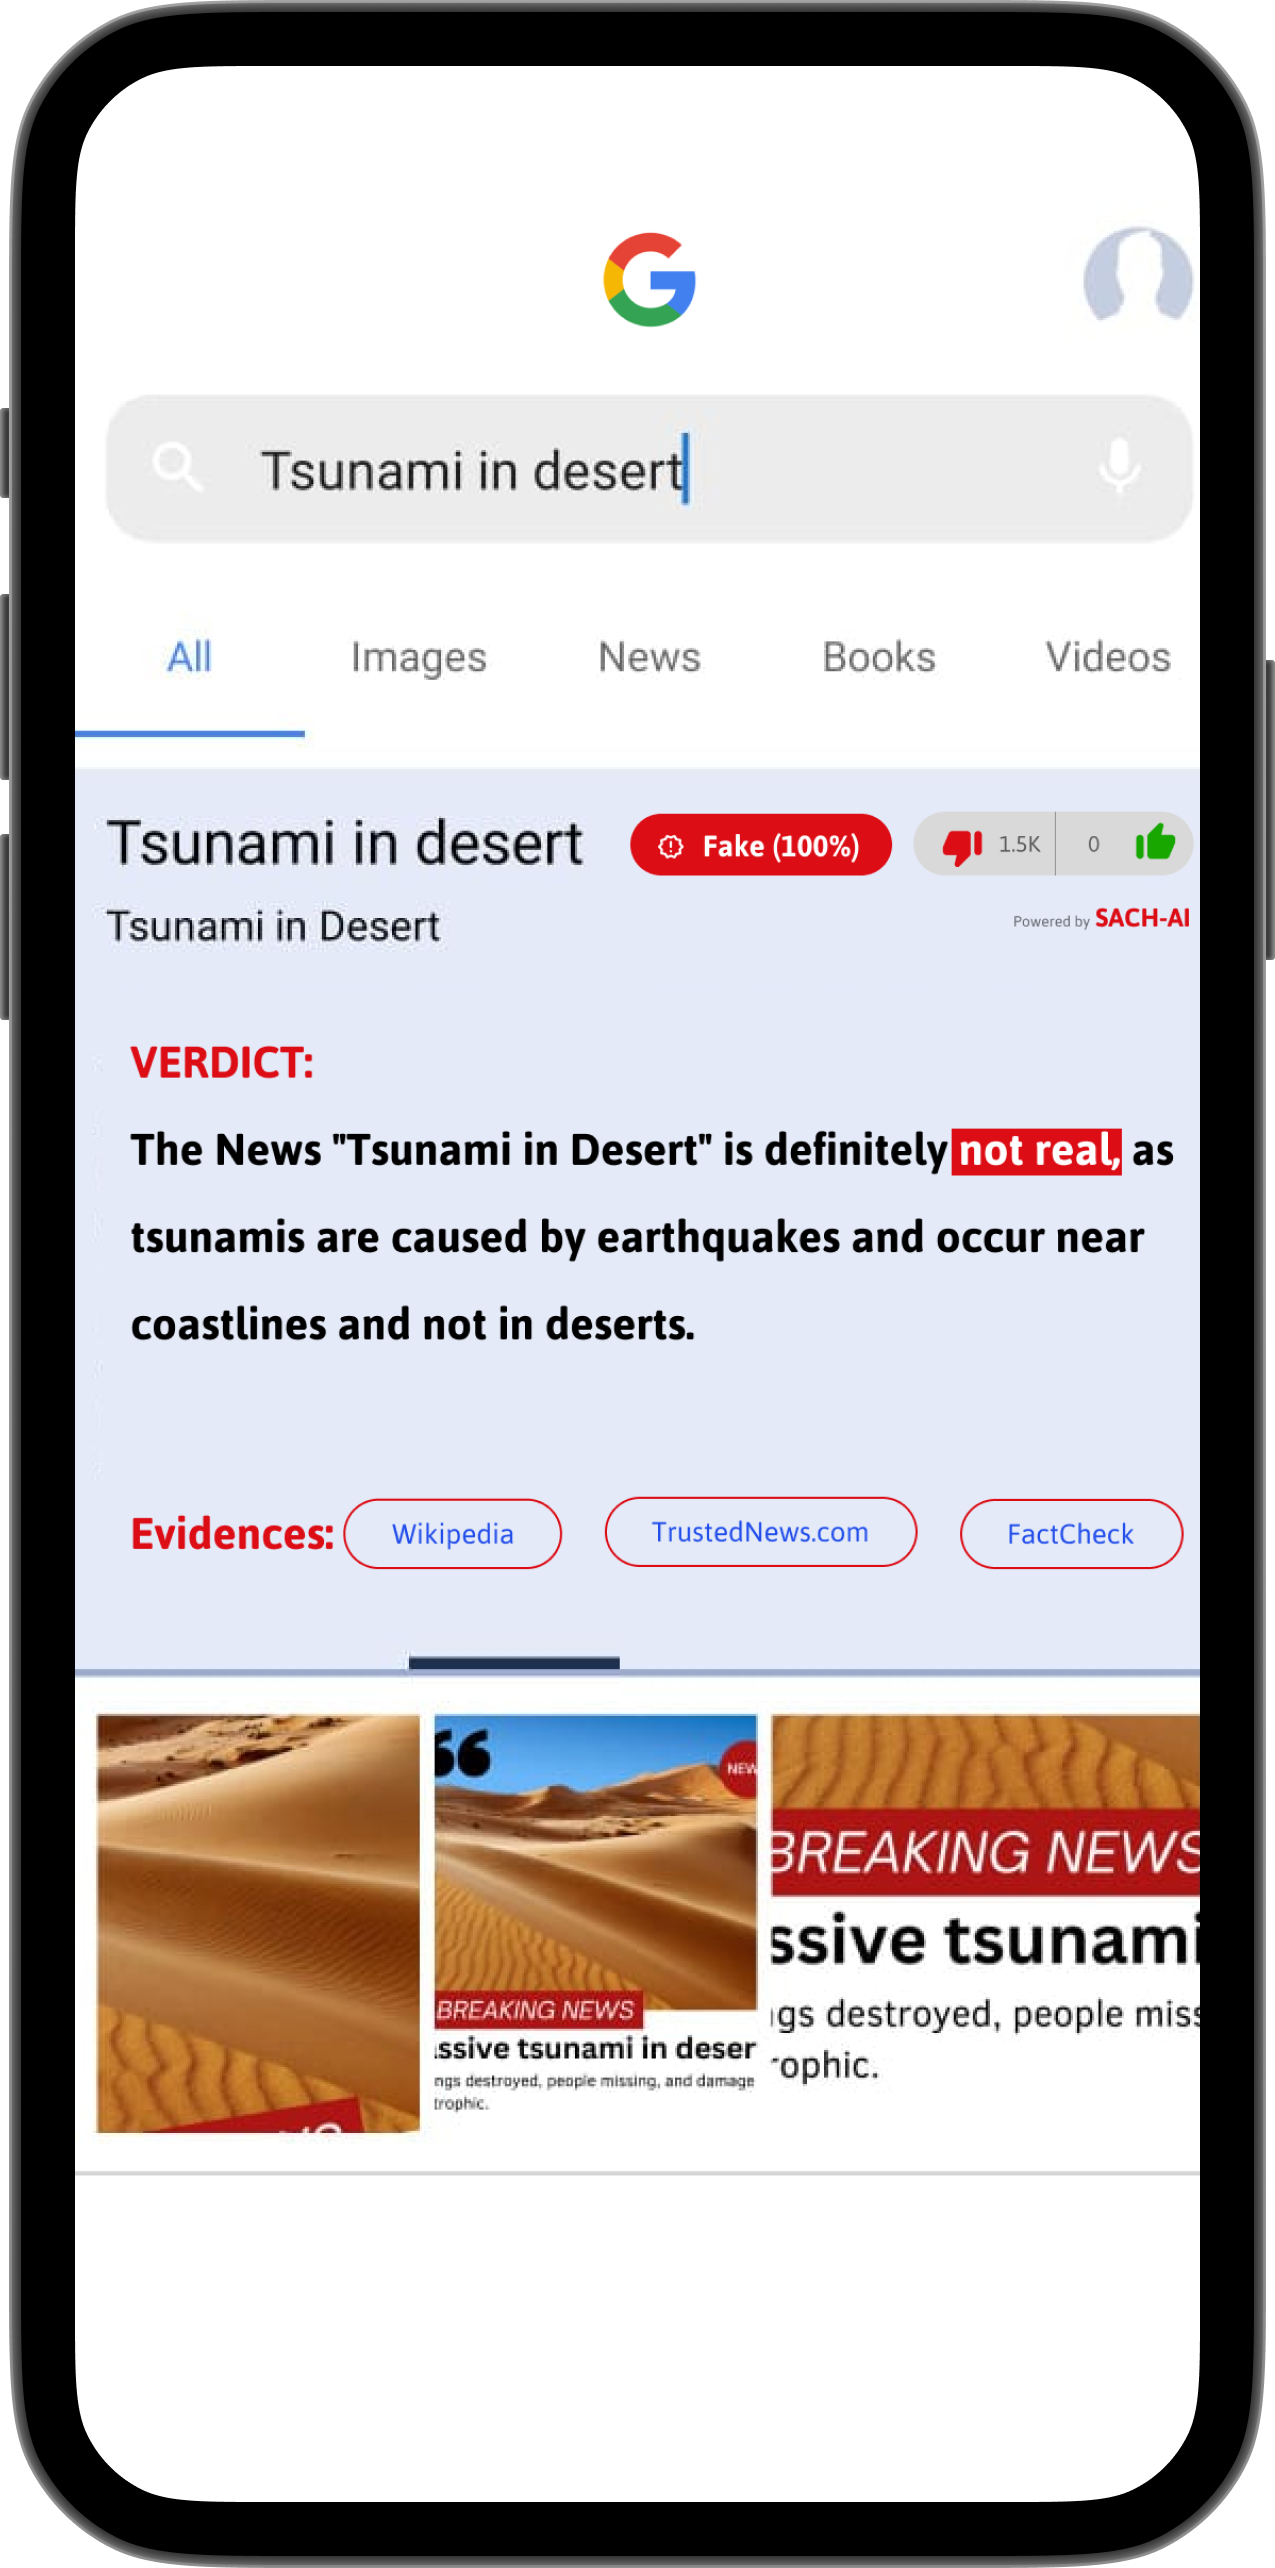 G
Tsunami in desert
All Images News Books Videos
Tsunami in desert Fake (100%) 1.5K 0
Tsunami in Desert Powered by SACH-AI
VERDICT:
The News "Tsunami in Desert" is definitely not real, as
tsunamis are caused by earthquakes and occur near
coastlines and not in deserts.
Evidences: Wikipedia TrustedNews.com FactCheck
NEW
BREAKING NEWS
ssive tsunami in deser
ngs destroyed, people missing, and damage
trophic.
BREAKING NEWS
ssive tsunami
gs destroyed, people miss
rophic.